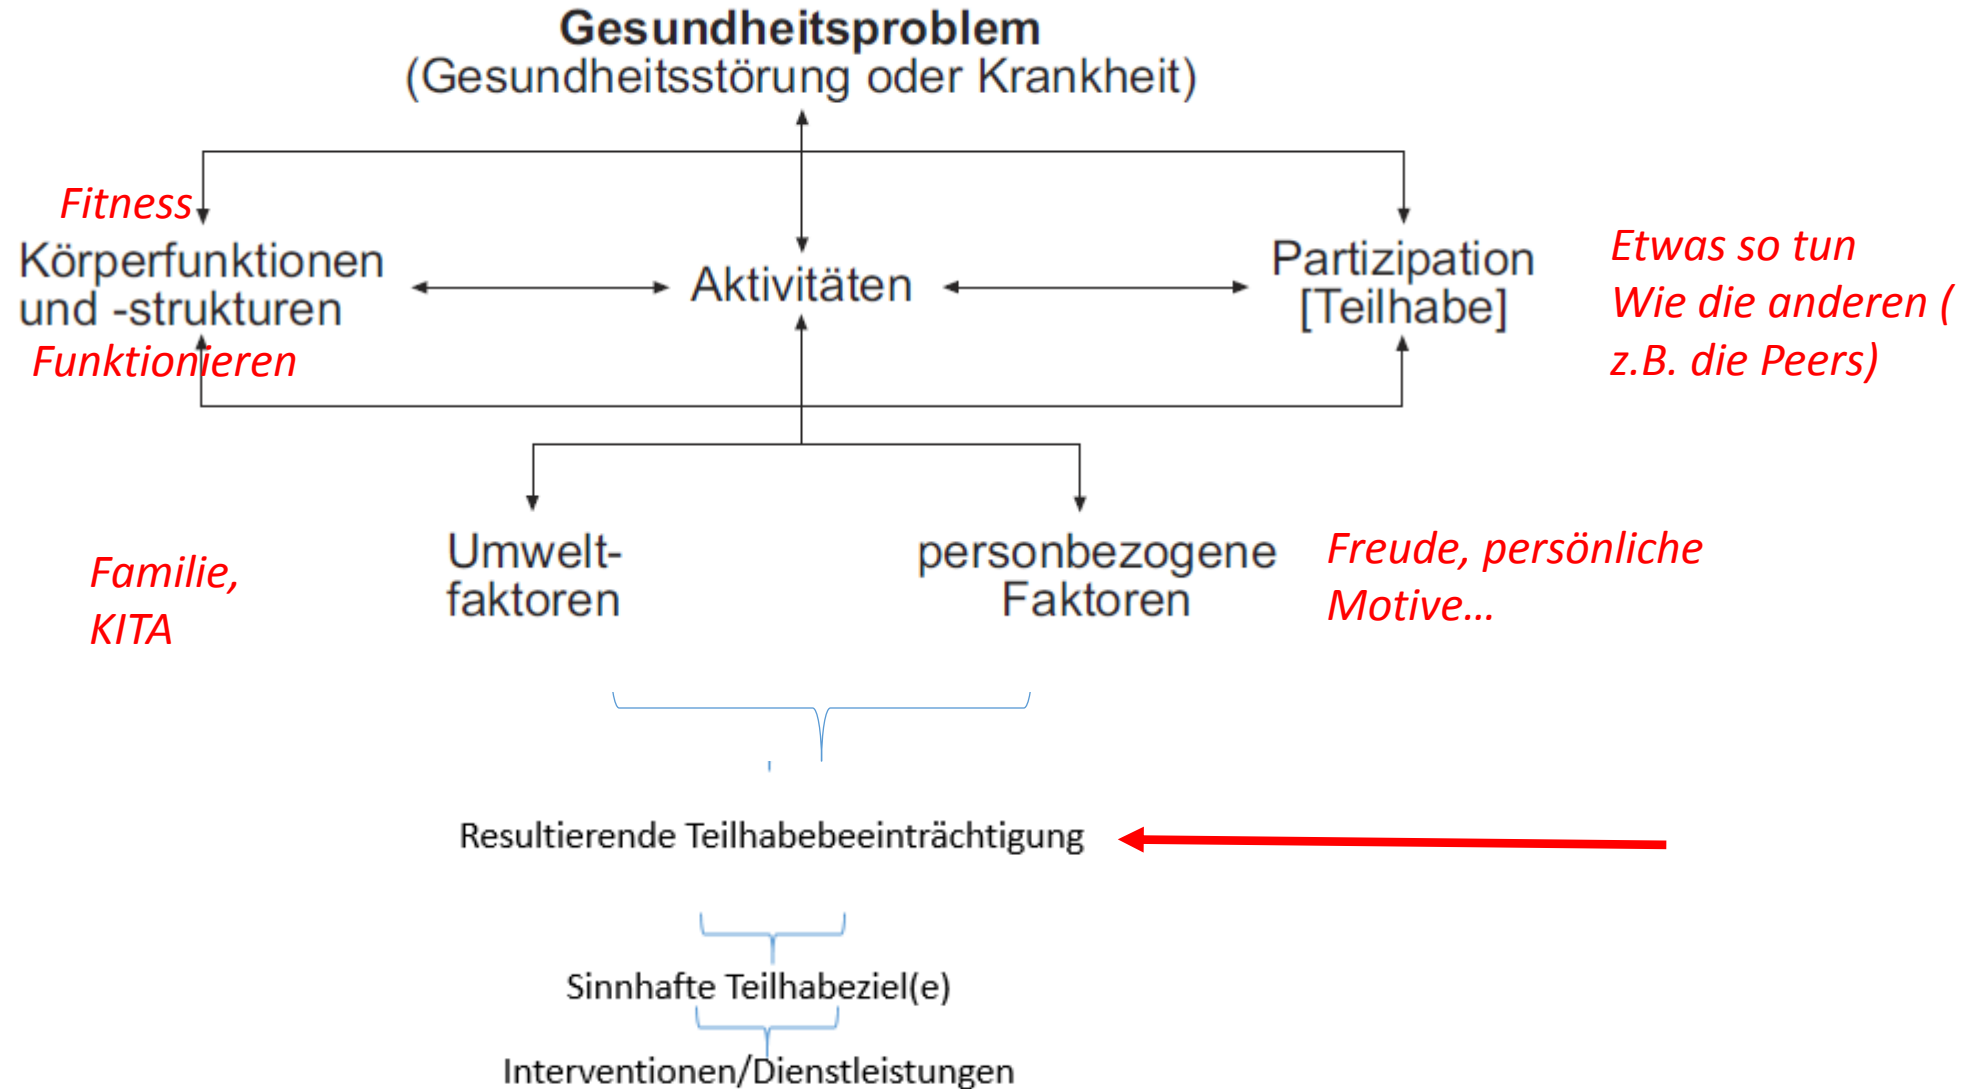 Gesundheitsproblem
(Gesundheitsstörung oder Krankheit)
Fitness
Körperfunktionen
und -strukturen
Funktionieren
Aktivitäten
Partizipation
[Teilhabe]
Etwas so tun
Wie die anderen (
z.B. die Peers)
Familie,
KITA
Umwelt-
faktoren
personbezogene
Faktoren
Freude, persönliche
Motive...
Resultierende Teilhabebeeinträchtigung
Sinnhafte Teilhabeziel(e)
Interventionen/Dienstleistungen